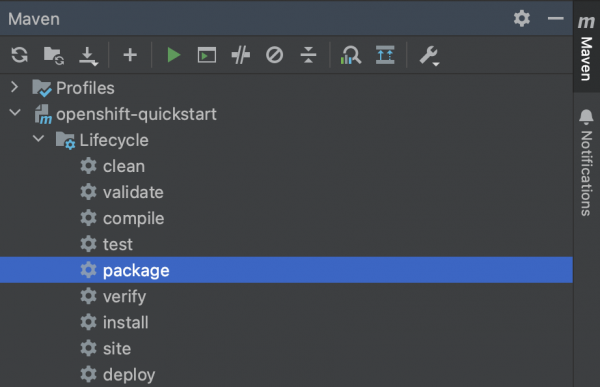 Maven
Profiles
openshift-quickstart
Lifecycle
clean
validate
compile
test
package
verify
install
site
deploy
m
Maven
Notifications